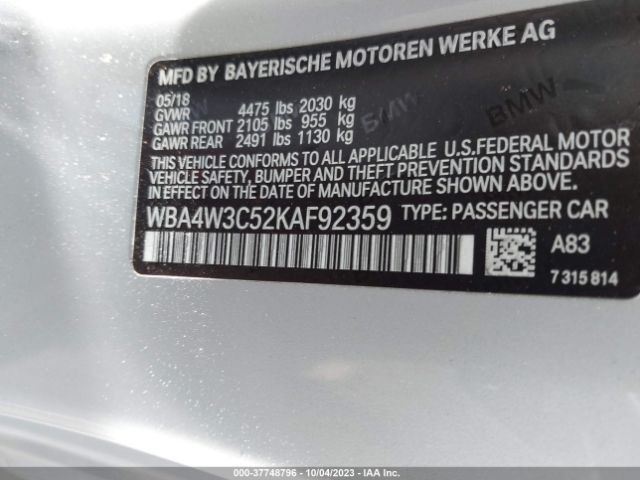 MFD BY BAYERISCHE MOTOREN WERKE AG
05/18
GVWR 4475 lbs 2030 kg
GAWR FRONT 2105 lbs 955 kg
GAWR REAR 2491 lbs 1130 kg
THIS VEHICLE CONFORMS TO ALL APPLICABLE U.S.FEDERAL MOTOR
VEHICLE SAFETY, BUMPER AND THEFT PREVENTION STANDARDS
IN EFFECT ON THE DATE OF MANUFACTURE SHOWN ABOVE.
WBA4W3C52KAF92359 TYPE: PASSENGER CAR
A83
7 315 814
BMW
BMW
000-37748796 - 10/04/2023 - IAA Inc.